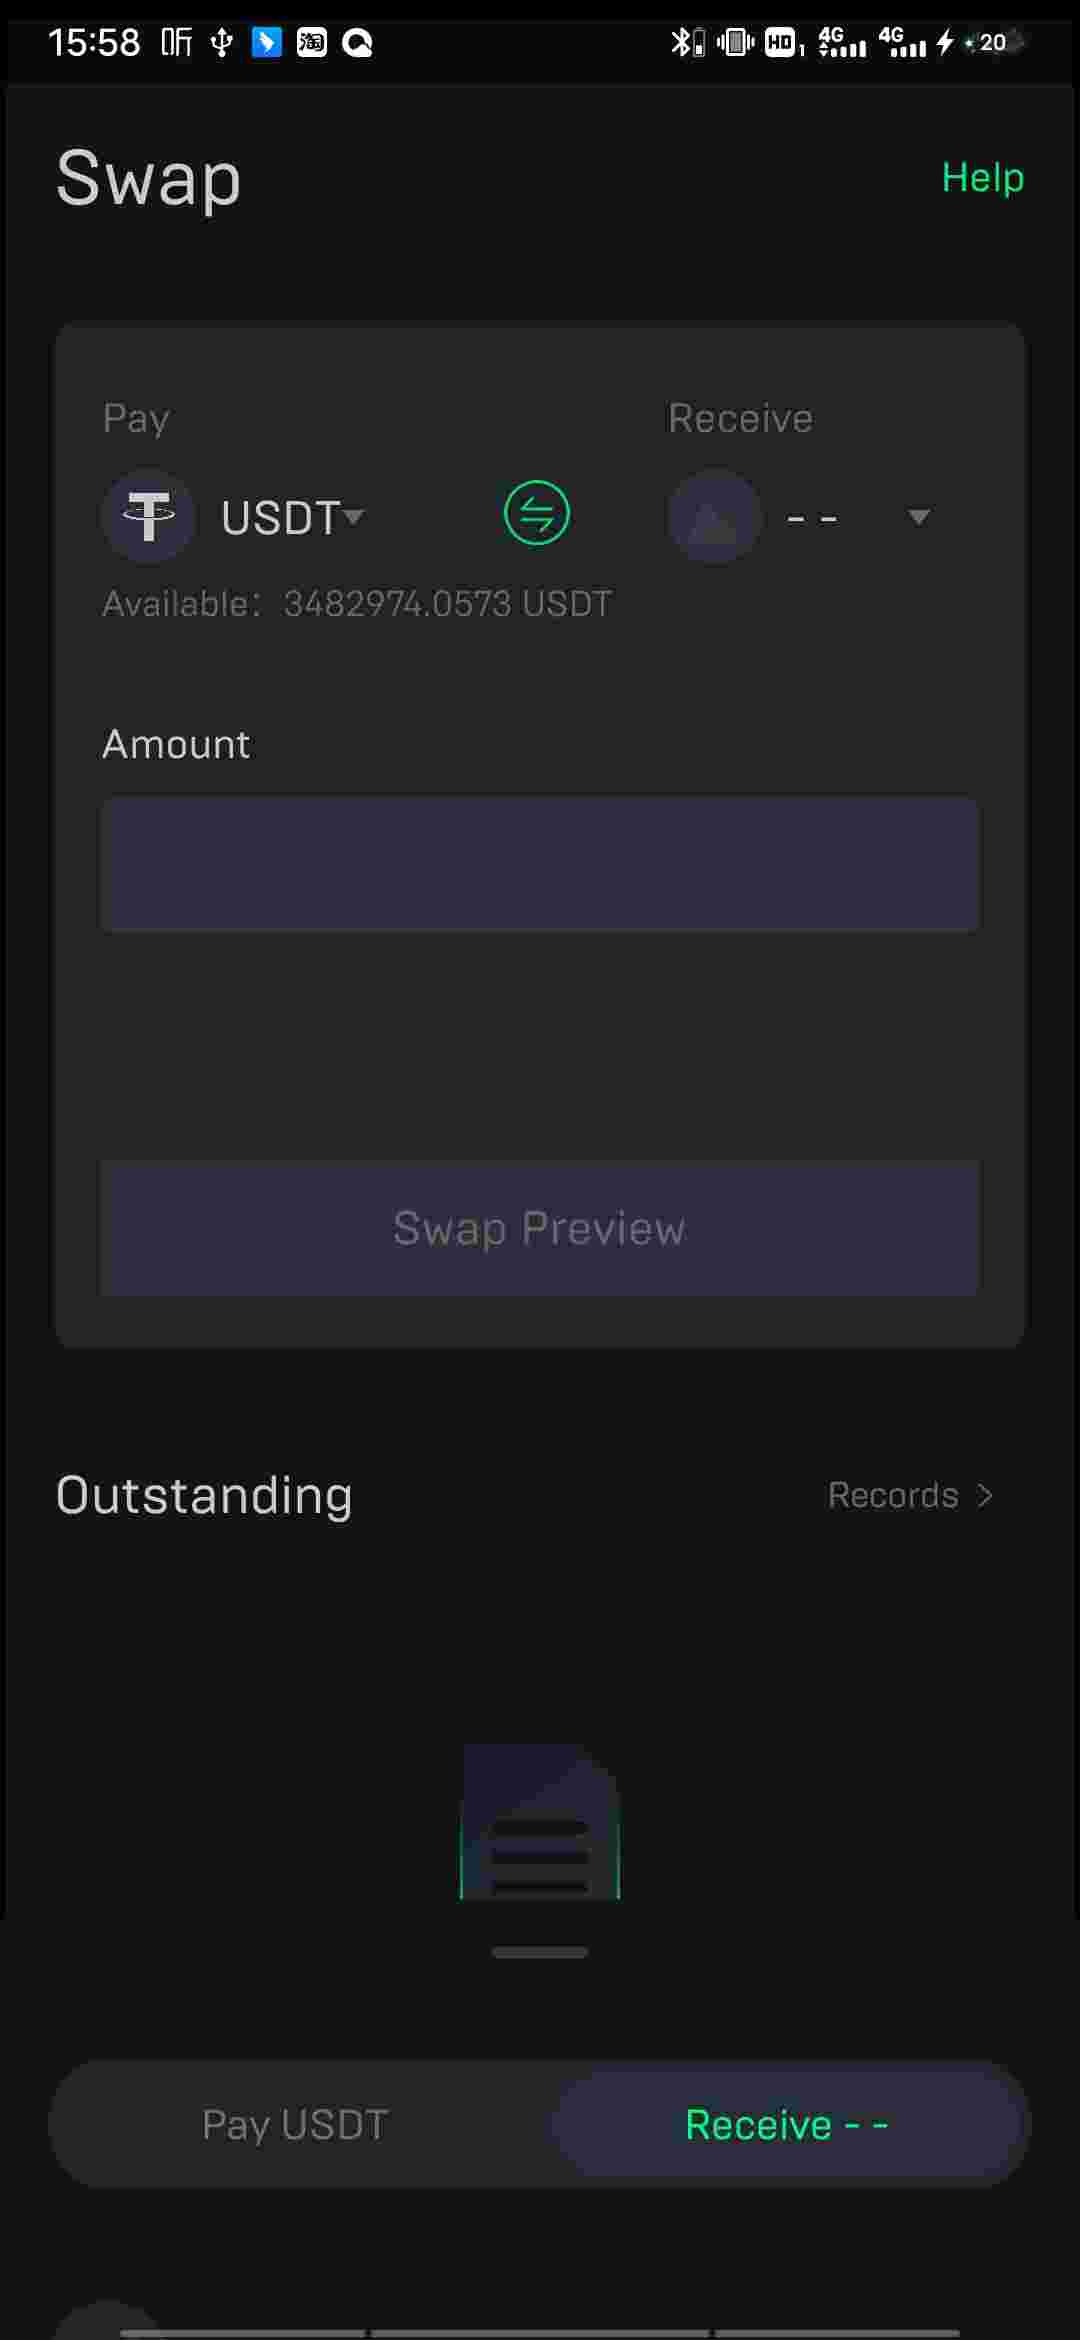 15:58 听 淘 HD 1 4G 4G 20
Swap
Help
Pay
Receive
USDT
- -
Available: 3482974.0573 USDT
Amount
Swap Preview
Outstanding
Records >
Pay USDT
Receive - -